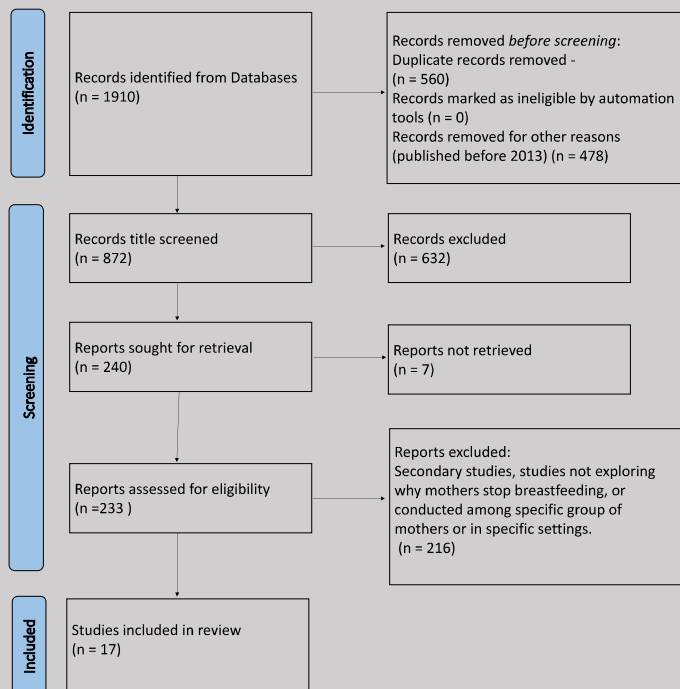 Identification
Records identified from Databases
(n = 1910)
Records removed before screening:
Duplicate records removed -
(n = 560)
Records marked as ineligible by automation
tools (n = 0)
Records removed for other reasons
(published before 2013) (n = 478)
Screening
Records title screened
(n = 872)
Records excluded
(n = 632)
Reports sought for retrieval
(n = 240)
Reports not retrieved
(n = 7)
Reports assessed for eligibility
(n =233 )
Reports excluded:
Secondary studies, studies not exploring
why mothers stop breastfeeding, or
conducted among specific group of
mothers or in specific settings.
(n = 216)
Included
Studies included in review
(n = 17)